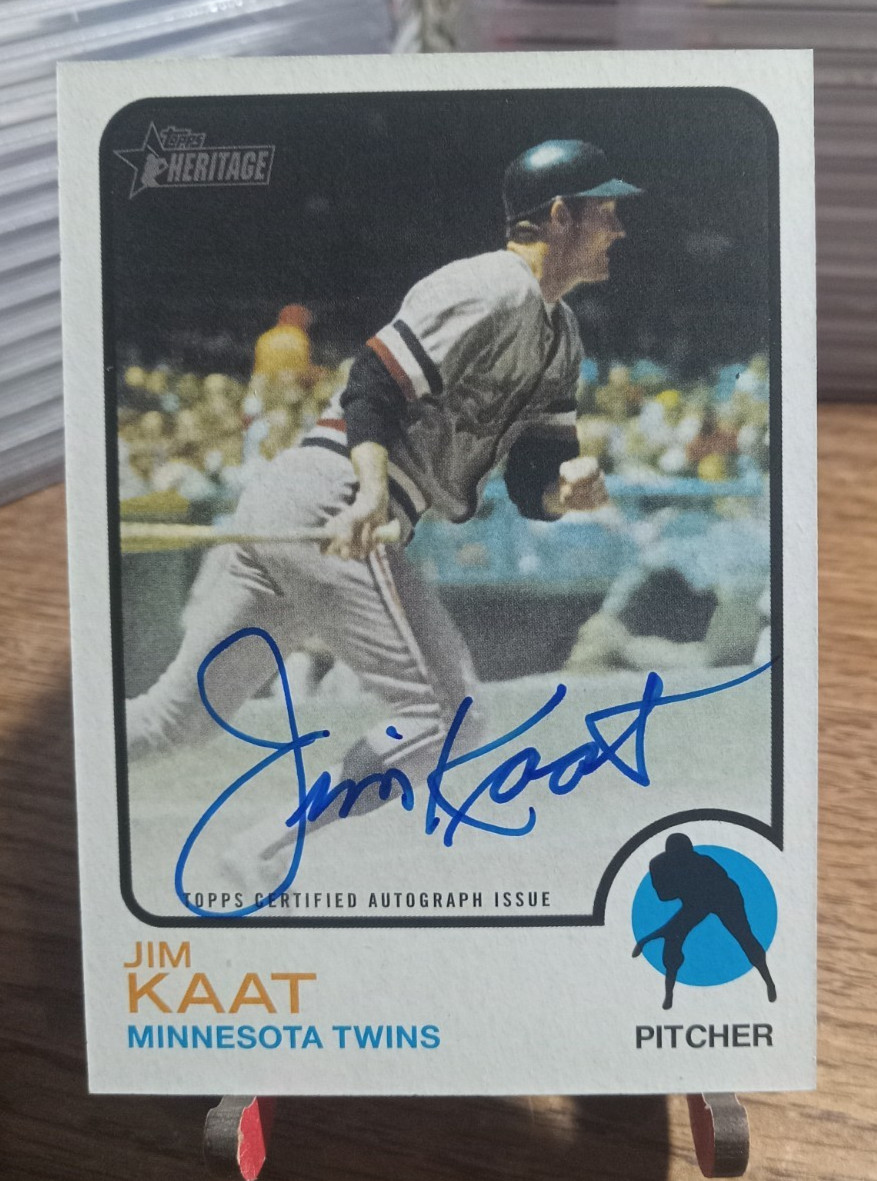 Topps
HERITAGE
Jim Kaat
TOPPS CERTIFIED AUTOGRAPH ISSUE
JIM
KAAT
MINNESOTA TWINS
PITCHER